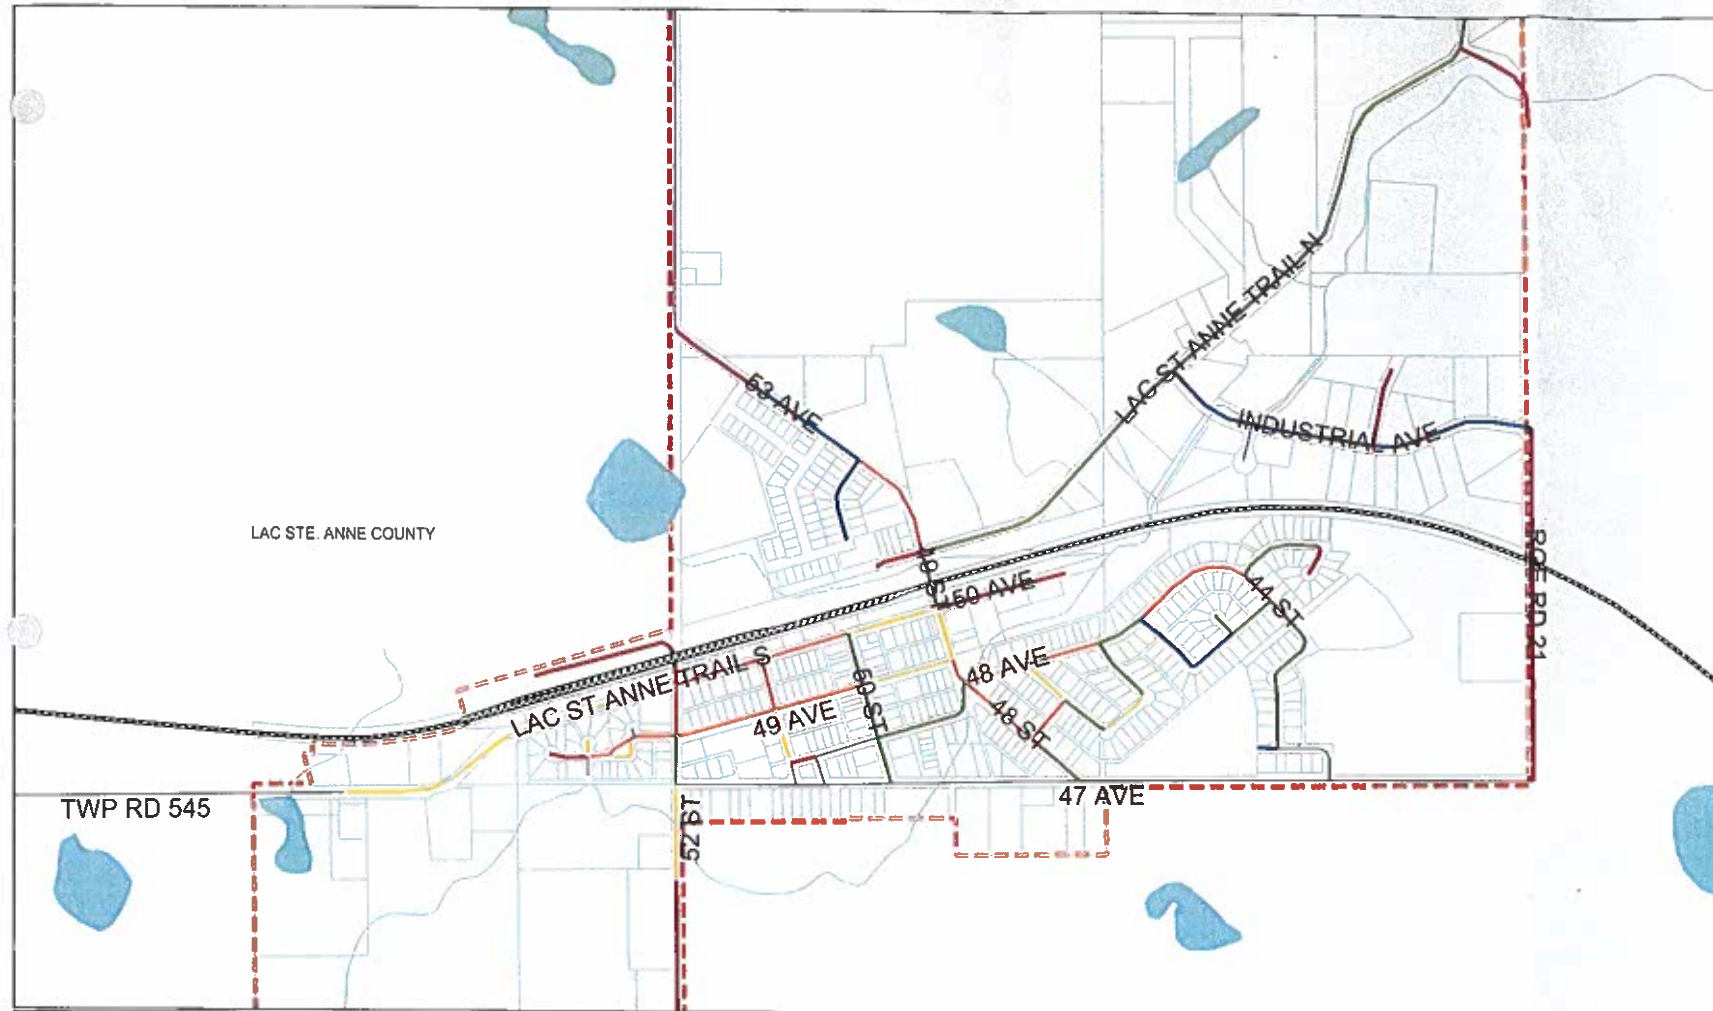 53 AVE
LAC ST ANNE TRAIL N
INDUSTRIAL AVE
LAC STE. ANNE COUNTY
49 ST
50 AVE
44 ST
RGE RD 21
LAC ST ANNE TRAIL S
50 ST
48 AVE
49 AVE
48 ST
TWP RD 545
47 AVE
52 ST